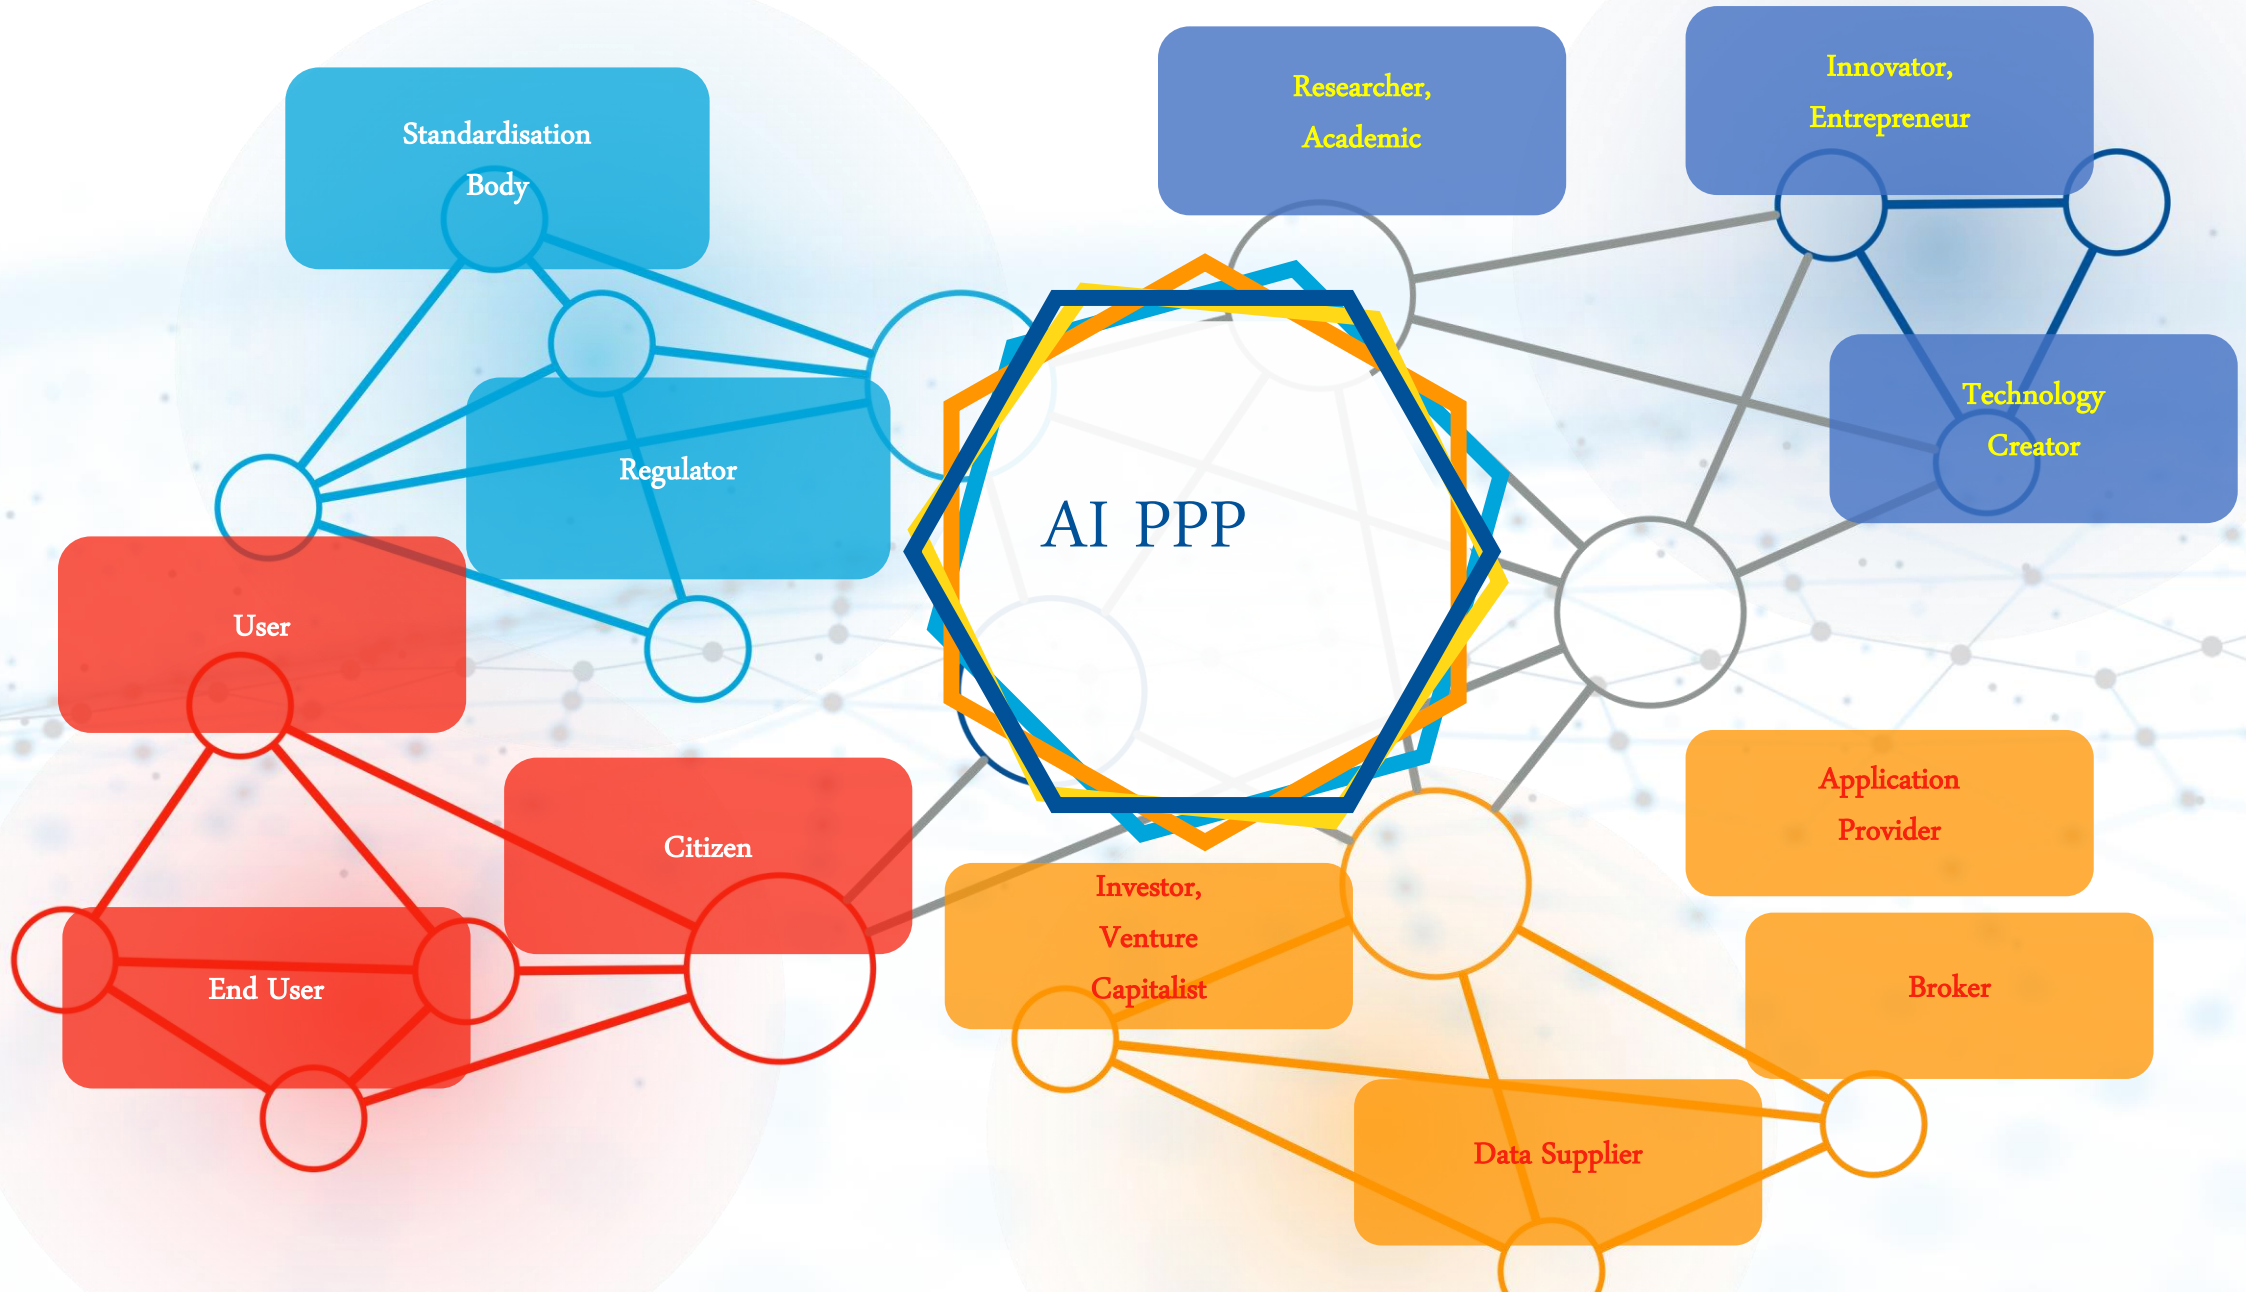 Standardisation
Body
Researcher,
Academic
Innovator,
Entrepreneur
Regulator
Technology
Creator
AI PPP
User
Citizen
End User
Investor,
Venture
Capitalist
Application
Provider
Broker
Data Supplier